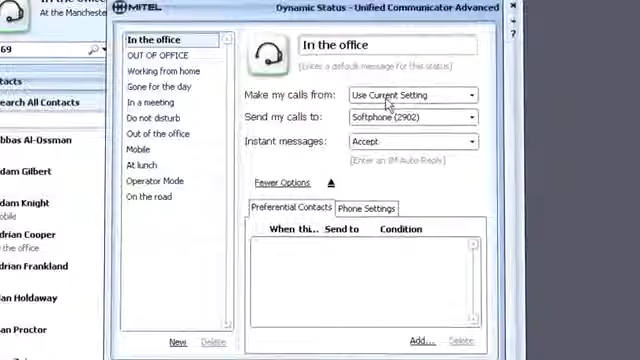 MITEL
Dynamic Status - Unified Communicator Advanced
At the Manchester
69
tacts
earch All Contacts
bbas Al-Ossman
dam Gilbert
dam Knight
obile
drian Cooper
the office
drian Frankland
lan Holdaway
lan Proctor
In the office
OUT OF OFFICE
Working from home
Gone for the day
In a meeting
Do not disturb
Out of the office
Mobile
At lunch
Operator Mode
On the road
New
Delete
In the office
(Enter a default message for this status)
Make my calls from: Use Current Setting
Send my calls to: Softphone (2902)
Instant messages: Accept
(Enter an IM Auto-Reply)
Fewer Options
Preferential Contacts Phone Settings
When thi... Send to Condition
Add... Delete
?